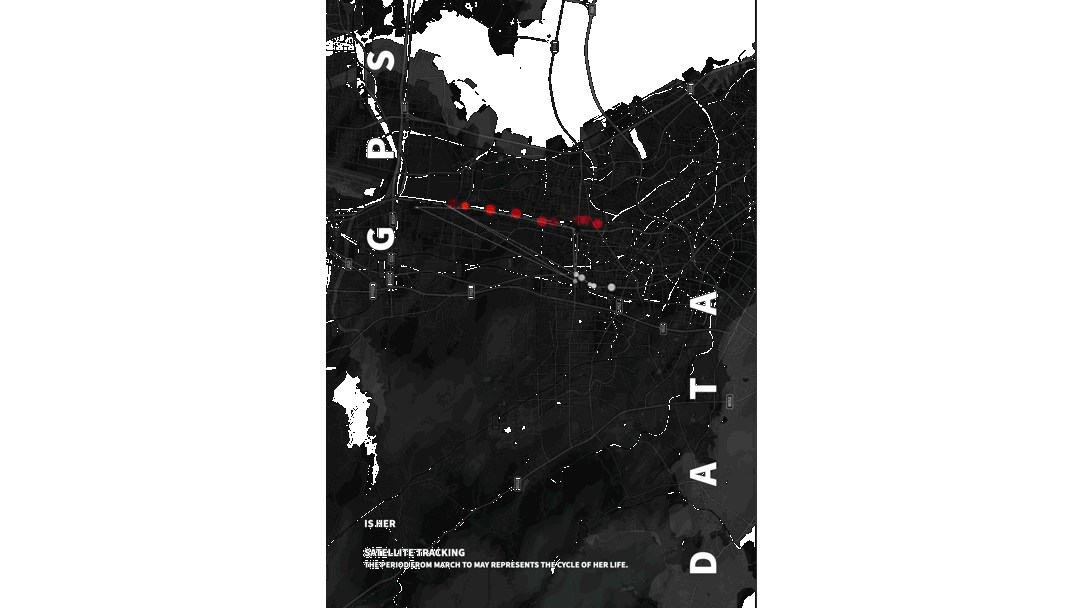 GPS
DATA
IS HER
SATELLITE TRACKING
THE PERIOD FROM MARCH TO MAY REPRESENTS THE CYCLE OF HER LIFE.